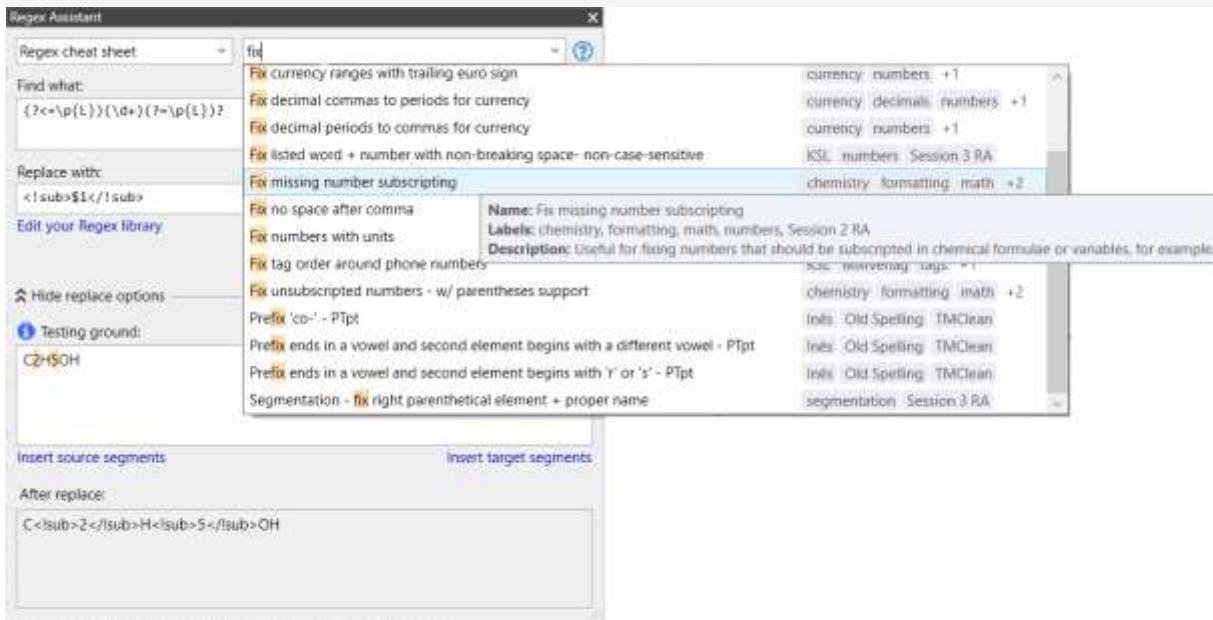 Regex Assistant
Regex cheat sheet
fix
Find what:
(?<=\p{L})(\d+)(?=\p{L})?
Replace with:
<!sub>$1</!sub>
Edit your Regex library
Hide replace options
Testing ground:
C2H5OH
Insert source segments Insert target segments
After replace:
C<!sub>2</!sub>H<!sub>5</!sub>OH
Fix currency ranges with trailing euro sign currency numbers +1
Fix decimal commas to periods for currency currency decimals numbers +1
Fix decimal periods to commas for currency currency numbers +1
Fix listed word + number with non-breaking space- non-case-sensitive KSL numbers Session 3 RA
Fix missing number subscripting chemistry formatting math +2
Fix no space after comma
Fix numbers with units
Fix tag order around phone numbers KSL tags +1
Fix unsubscripted numbers - w/ parentheses support chemistry formatting math +2
Prefix 'co-' - PTpt Inês Old Spelling TMClean
Prefix ends in a vowel and second element begins with a different vowel - PTpt Inês Old Spelling TMClean
Prefix ends in a vowel and second element begins with 'r' or 's' - PTpt Inês Old Spelling TMClean
Segmentation - fix right parenthetical element + proper name segmentation Session 3 RA
Name: Fix missing number subscripting
Labels: chemistry, formatting, math, numbers, Session 2 RA
Description: Useful for fixing numbers that should be subscripted in chemical formulae or variables, for example